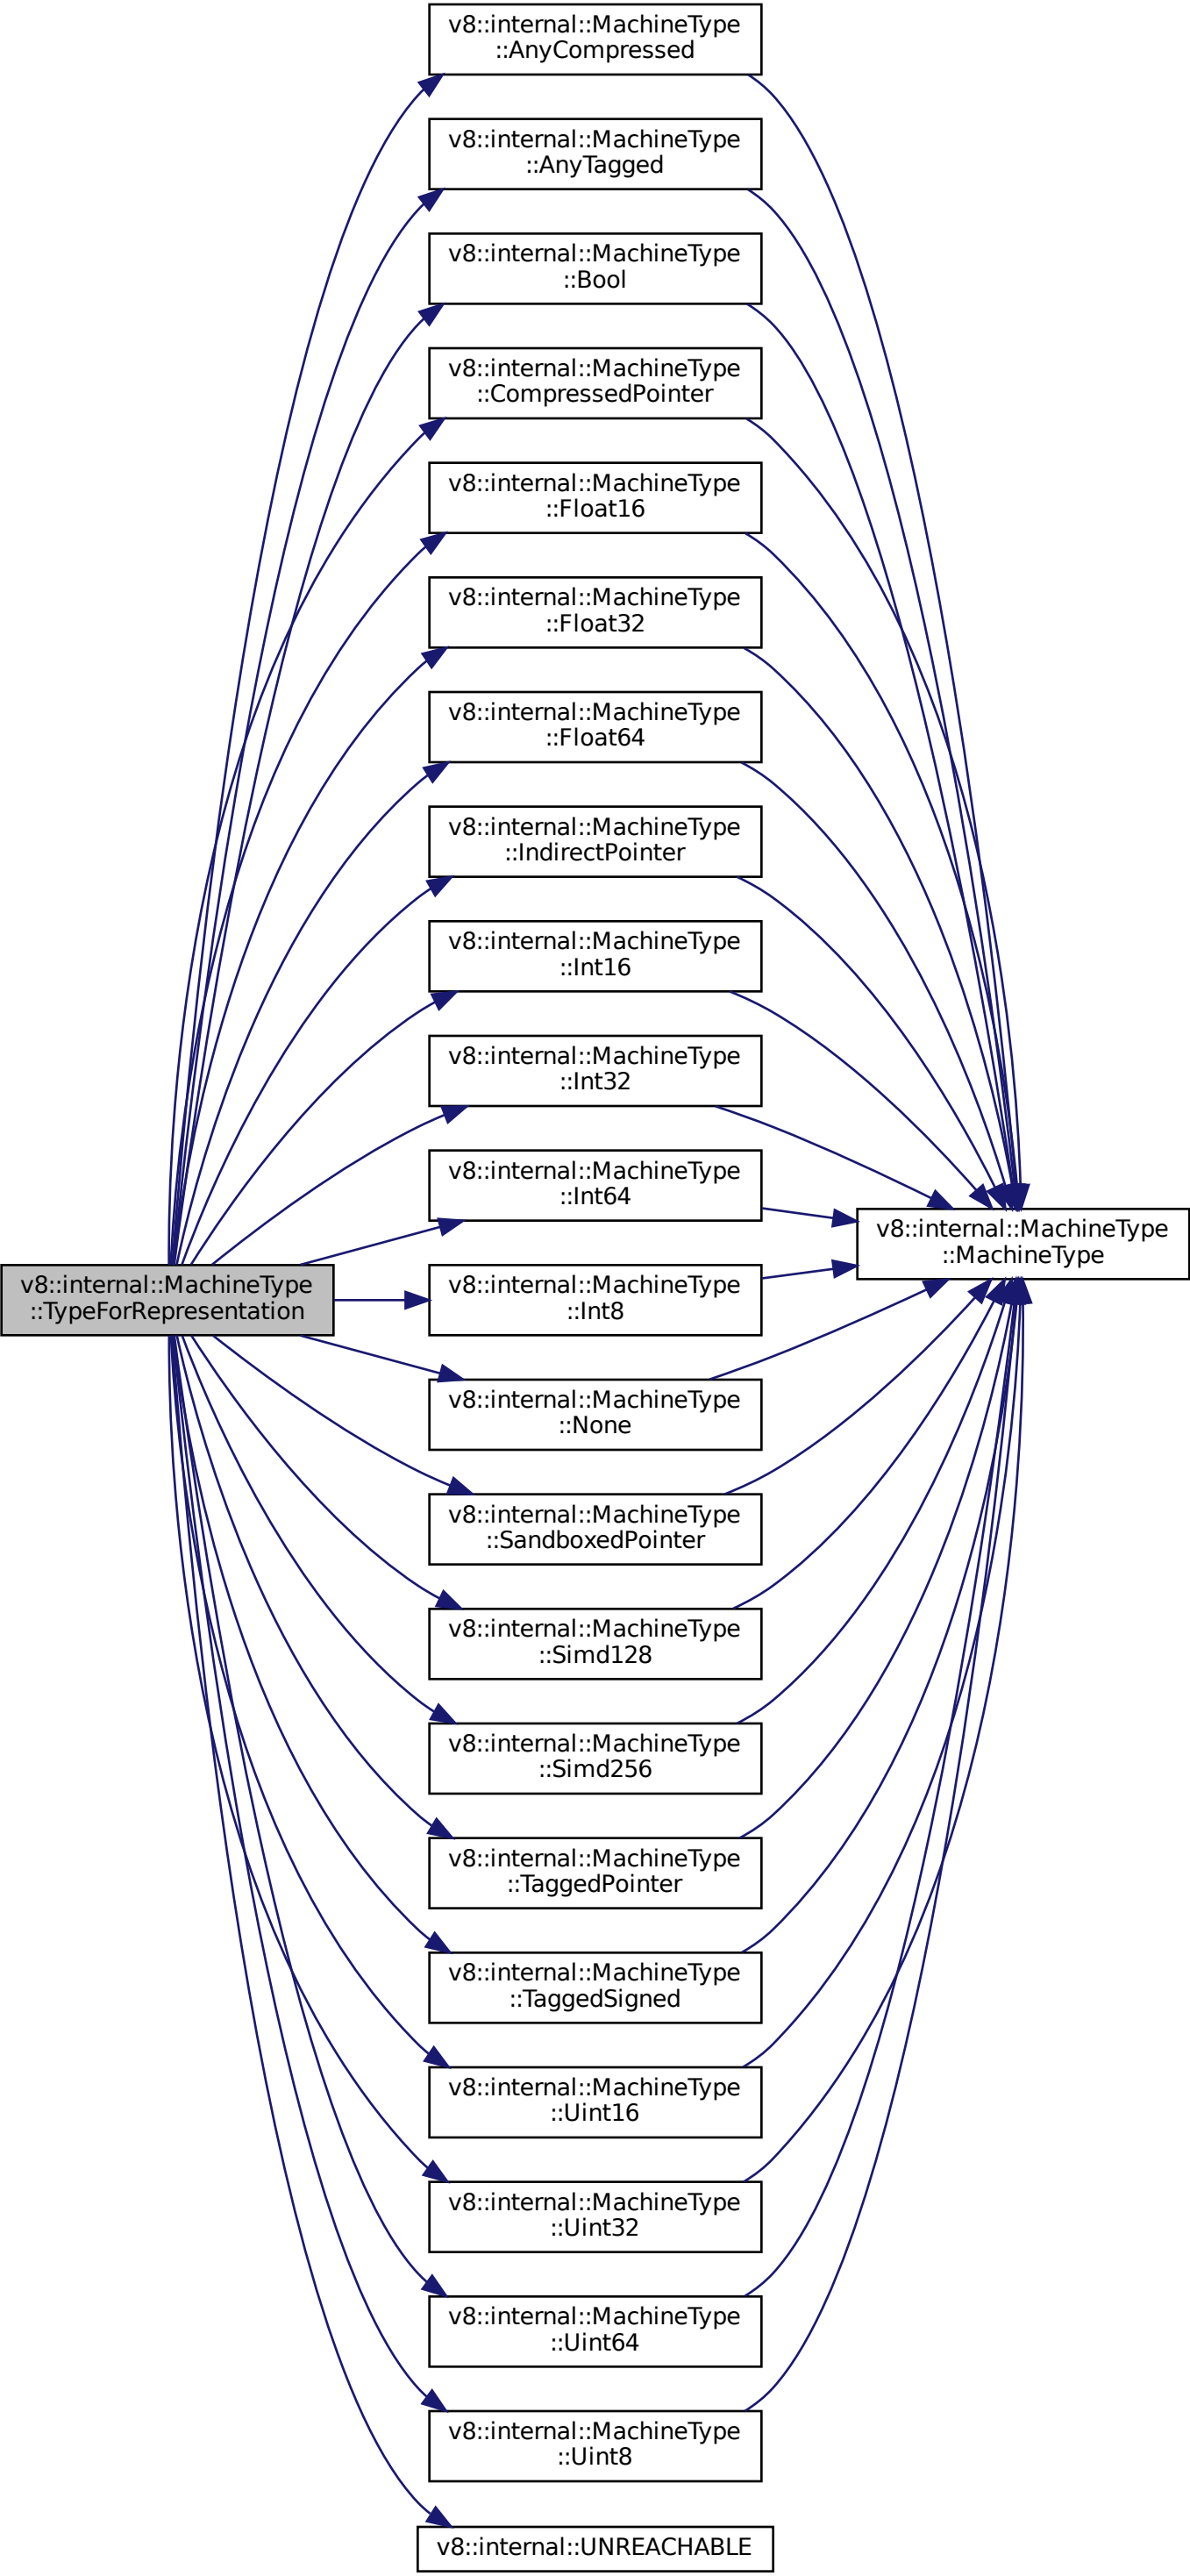 v8::internal::MachineType
::TypeForRepresentation
v8::internal::MachineType
::AnyCompressed
v8::internal::MachineType
::AnyTagged
v8::internal::MachineType
::Bool
v8::internal::MachineType
::CompressedPointer
v8::internal::MachineType
::Float16
v8::internal::MachineType
::Float32
v8::internal::MachineType
::Float64
v8::internal::MachineType
::IndirectPointer
v8::internal::MachineType
::Int16
v8::internal::MachineType
::Int32
v8::internal::MachineType
::Int64
v8::internal::MachineType
::Int8
v8::internal::MachineType
::None
v8::internal::MachineType
::SandboxedPointer
v8::internal::MachineType
::Simd128
v8::internal::MachineType
::Simd256
v8::internal::MachineType
::TaggedPointer
v8::internal::MachineType
::TaggedSigned
v8::internal::MachineType
::Uint16
v8::internal::MachineType
::Uint32
v8::internal::MachineType
::Uint64
v8::internal::MachineType
::Uint8
v8::internal::UNREACHABLE
v8::internal::MachineType
::MachineType